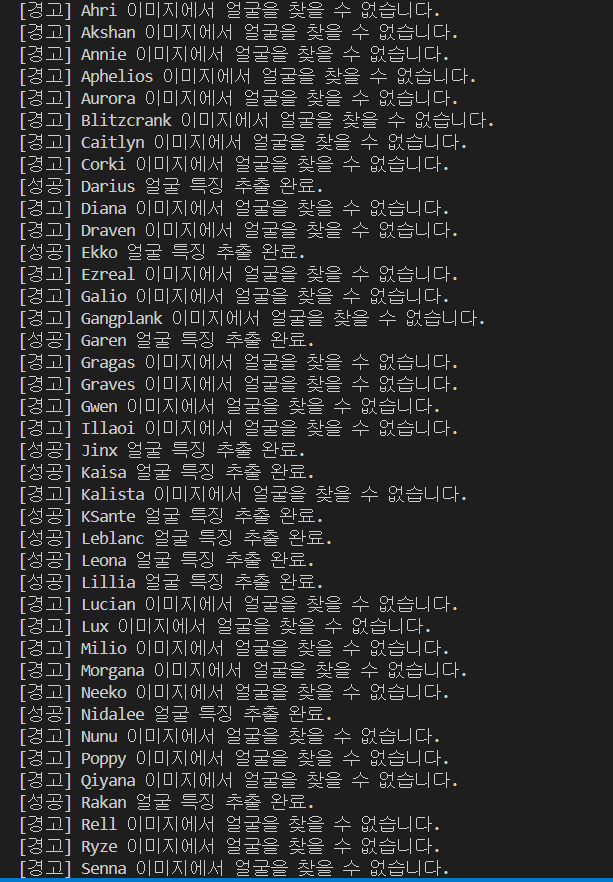 [경고] Ahri 이미지에서 얼굴을 찾을 수 없습니다.
[경고] Akshan 이미지에서 얼굴을 찾을 수 없습니다.
[경고] Annie 이미지에서 얼굴을 찾을 수 없습니다.
[경고] Aphelios 이미지에서 얼굴을 찾을 수 없습니다.
[경고] Aurora 이미지에서 얼굴을 찾을 수 없습니다.
[경고] Blitzcrank 이미지에서 얼굴을 찾을 수 없습니다.
[경고] Caitlyn 이미지에서 얼굴을 찾을 수 없습니다.
[경고] Corki 이미지에서 얼굴을 찾을 수 없습니다.
[성공] Darius 얼굴 특징 추출 완료.
[경고] Diana 이미지에서 얼굴을 찾을 수 없습니다.
[경고] Draven 이미지에서 얼굴을 찾을 수 없습니다.
[성공] Ekko 얼굴 특징 추출 완료.
[경고] Ezreal 이미지에서 얼굴을 찾을 수 없습니다.
[경고] Galio 이미지에서 얼굴을 찾을 수 없습니다.
[경고] Gangplank 이미지에서 얼굴을 찾을 수 없습니다.
[성공] Garen 얼굴 특징 추출 완료.
[경고] Gragas 이미지에서 얼굴을 찾을 수 없습니다.
[경고] Graves 이미지에서 얼굴을 찾을 수 없습니다.
[경고] Gwen 이미지에서 얼굴을 찾을 수 없습니다.
[경고] Illaoi 이미지에서 얼굴을 찾을 수 없습니다.
[성공] Jinx 얼굴 특징 추출 완료.
[성공] Kaisa 얼굴 특징 추출 완료.
[경고] Kalista 이미지에서 얼굴을 찾을 수 없습니다.
[성공] KSante 얼굴 특징 추출 완료.
[성공] Leblanc 얼굴 특징 추출 완료.
[성공] Leona 얼굴 특징 추출 완료.
[성공] Lillia 얼굴 특징 추출 완료.
[경고] Lucian 이미지에서 얼굴을 찾을 수 없습니다.
[경고] Lux 이미지에서 얼굴을 찾을 수 없습니다.
[경고] Milio 이미지에서 얼굴을 찾을 수 없습니다.
[경고] Morgana 이미지에서 얼굴을 찾을 수 없습니다.
[경고] Neeko 이미지에서 얼굴을 찾을 수 없습니다.
[성공] Nidalee 얼굴 특징 추출 완료.
[경고] Nunu 이미지에서 얼굴을 찾을 수 없습니다.
[경고] Poppy 이미지에서 얼굴을 찾을 수 없습니다.
[경고] Qiyana 이미지에서 얼굴을 찾을 수 없습니다.
[성공] Rakan 얼굴 특징 추출 완료.
[경고] Rell 이미지에서 얼굴을 찾을 수 없습니다.
[경고] Ryze 이미지에서 얼굴을 찾을 수 없습니다.
[경고] Senna 이미지에서 얼굴을 찾을 수 없습니다.